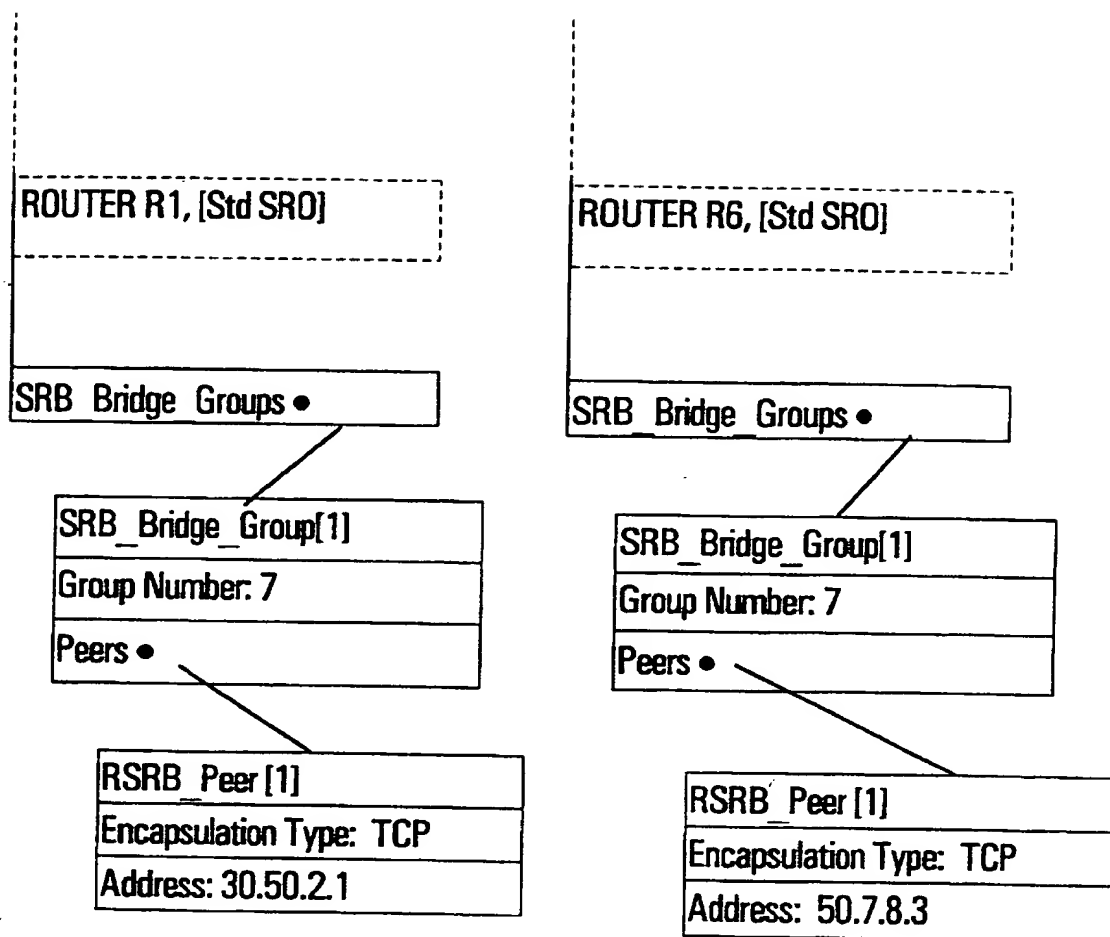 ROUTER R1, [Std SRO]
SRB_Bridge_Groups •
SRB_Bridge_Group[1]
Group Number: 7
Peers •
RSRB_Peer [1]
Encapsulation Type: TCP
Address: 30.50.2.1
ROUTER R6, [Std SRO]
SRB_Bridge_Groups •
SRB_Bridge_Group[1]
Group Number: 7
Peers •
RSRB_Peer [1]
Encapsulation Type: TCP
Address: 50.7.8.3